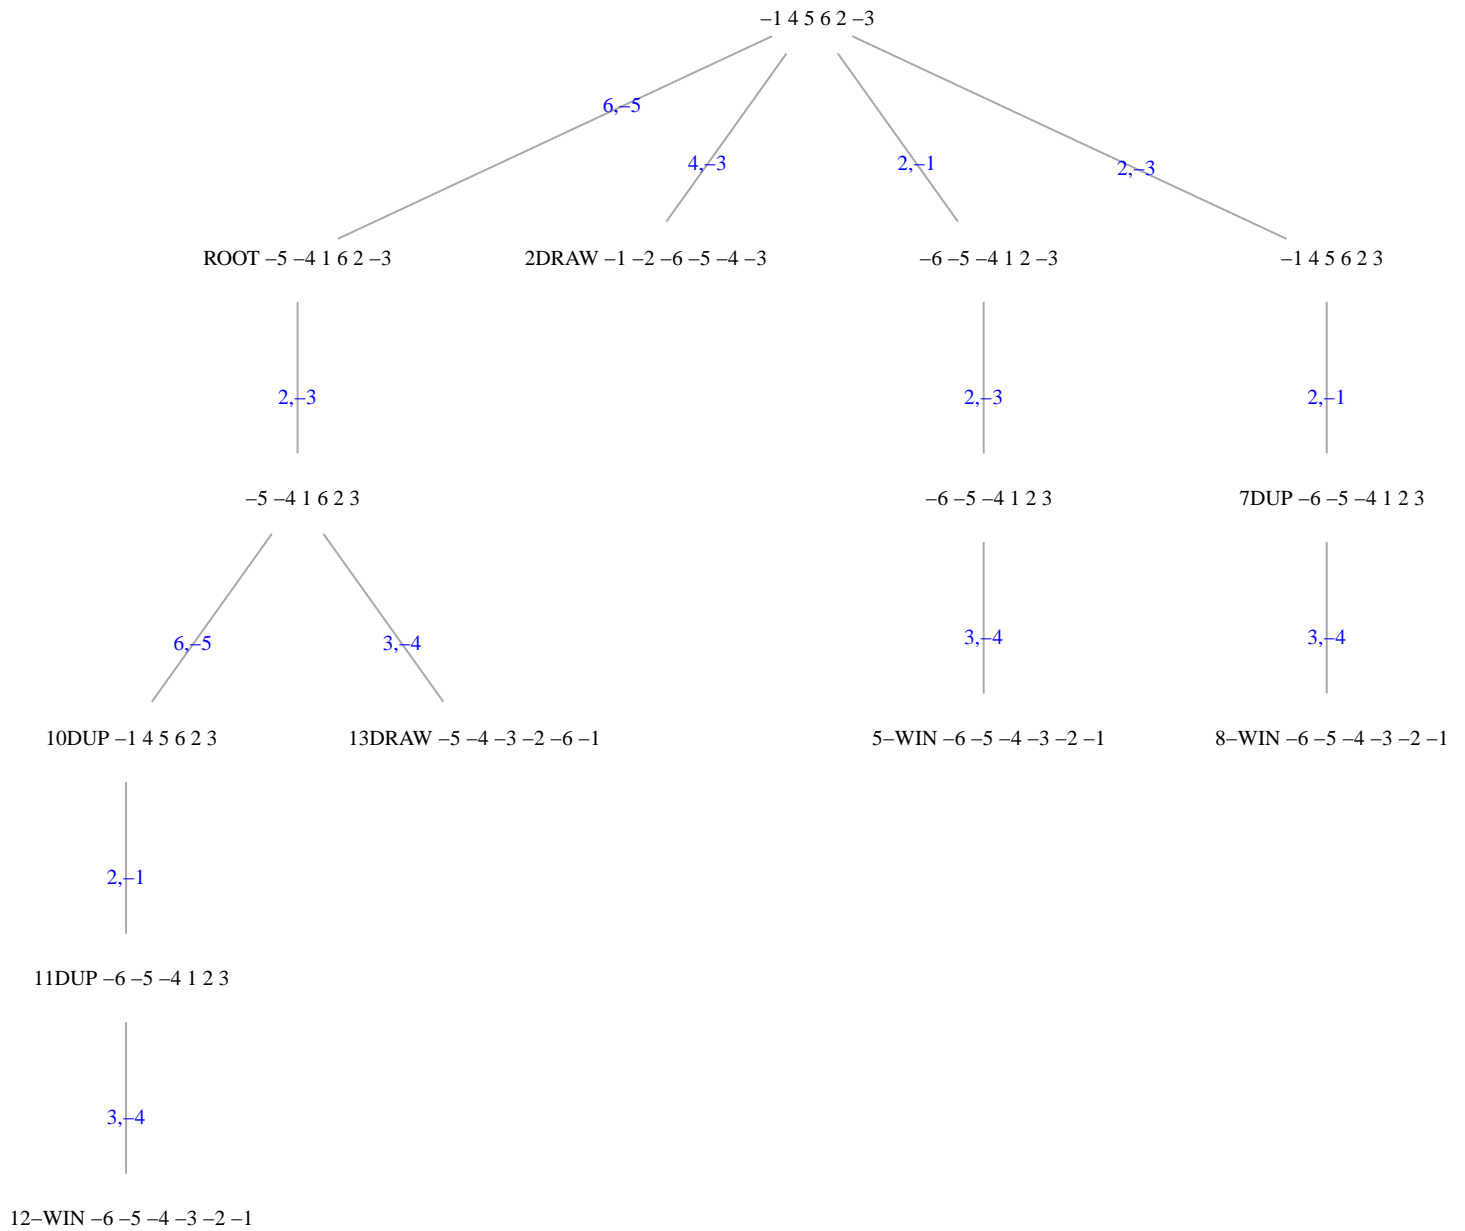 –1 4 5 6 2 –3
6,–5
4,–3
2,–1
2,–3
ROOT –5 –4 1 6 2 –3
2DRAW –1 –2 –6 –5 –4 –3
–6 –5 –4 1 2 –3
–1 4 5 6 2 3
2,–3
2,–3
2,–1
–5 –4 1 6 2 3
–6 –5 –4 1 2 3
7DUP –6 –5 –4 1 2 3
6,–5
3,–4
3,–4
3,–4
10DUP –1 4 5 6 2 3
13DRAW –5 –4 –3 –2 –6 –1
5–WIN –6 –5 –4 –3 –2 –1
8–WIN –6 –5 –4 –3 –2 –1
2,–1
11DUP –6 –5 –4 1 2 3
3,–4
12–WIN –6 –5 –4 –3 –2 –1